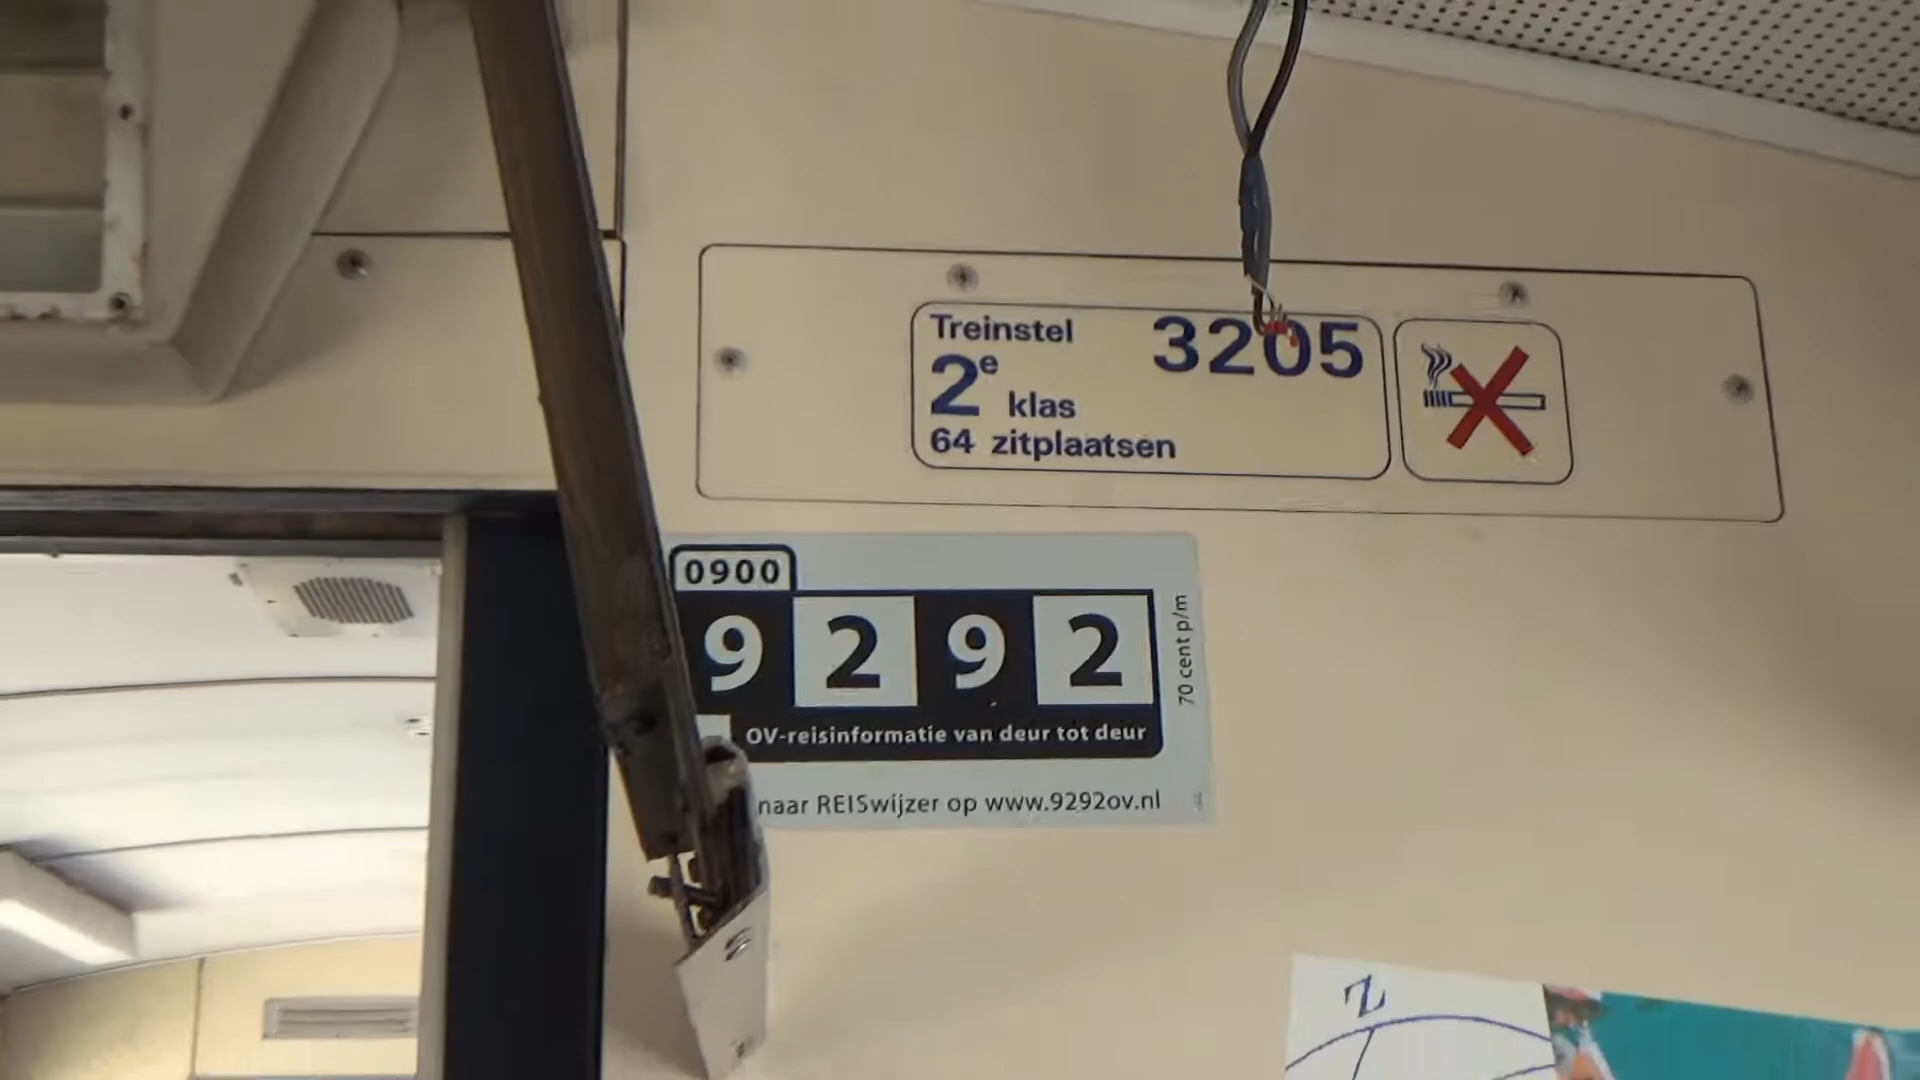 Treinstel 3205
2e klas
64 zitplaatsen
0900
9292
70 cent p/m
OV-reisinformatie van deur tot deur
naar REISwijzer op www.9292ov.nl
N